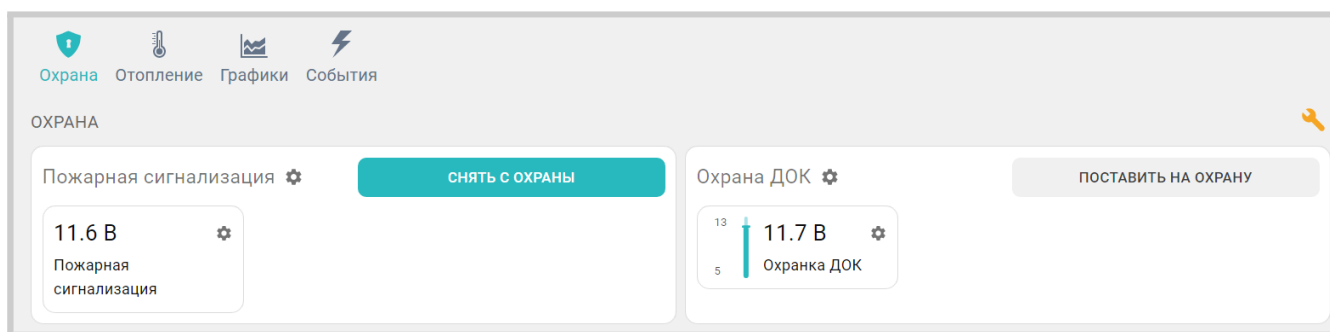 Охрана Отопление Графики События
ОХРАНА
Пожарная сигнализация СНЯТЬ С ОХРАНЫ
11.6 В
Пожарная
сигнализация
Охрана ДОК ПОСТАВИТЬ НА ОХРАНУ
13
11.7 В
5
Охранка ДОК